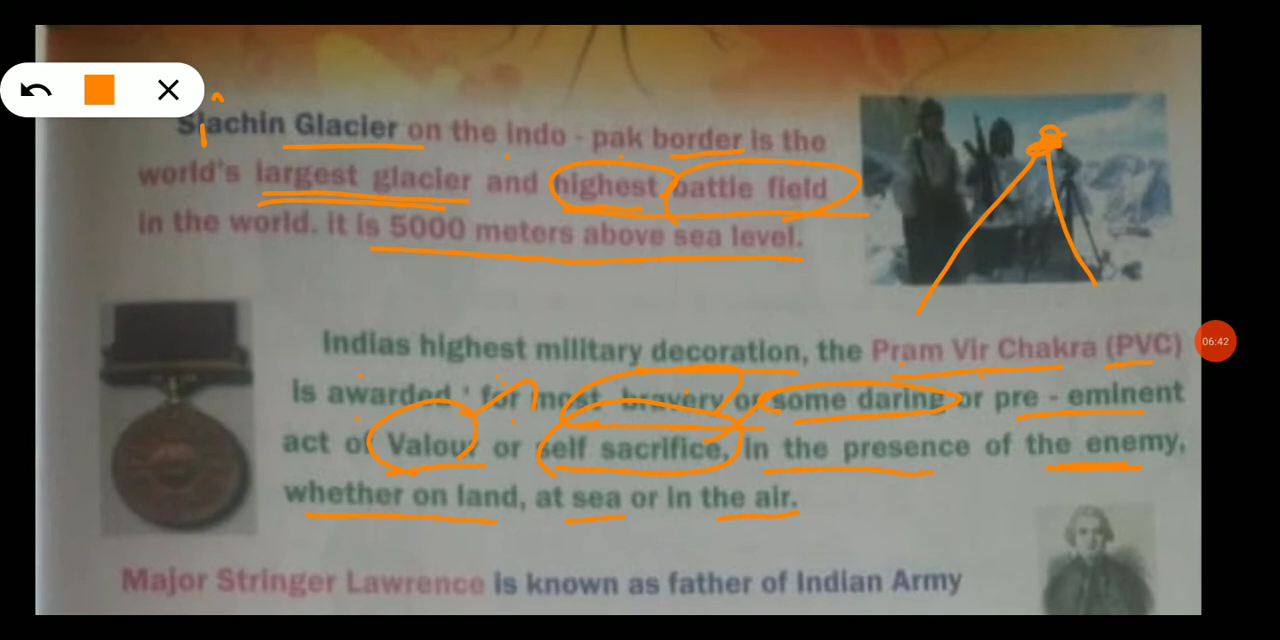 Siachin Glacier on the indo - pak border is the
world's largest glacier and highest battle field
in the world. it is 5000 meters above sea level.
Indias highest military decoration, the Pram Vir Chakra (PVC)
is awarded ' for most bravery or some daring or pre - eminent
act of Valour or self sacrifice, in the presence of the enemy,
whether on land, at sea or in the air.
Major Stringer Lawrence is known as father of Indian Army
06:42